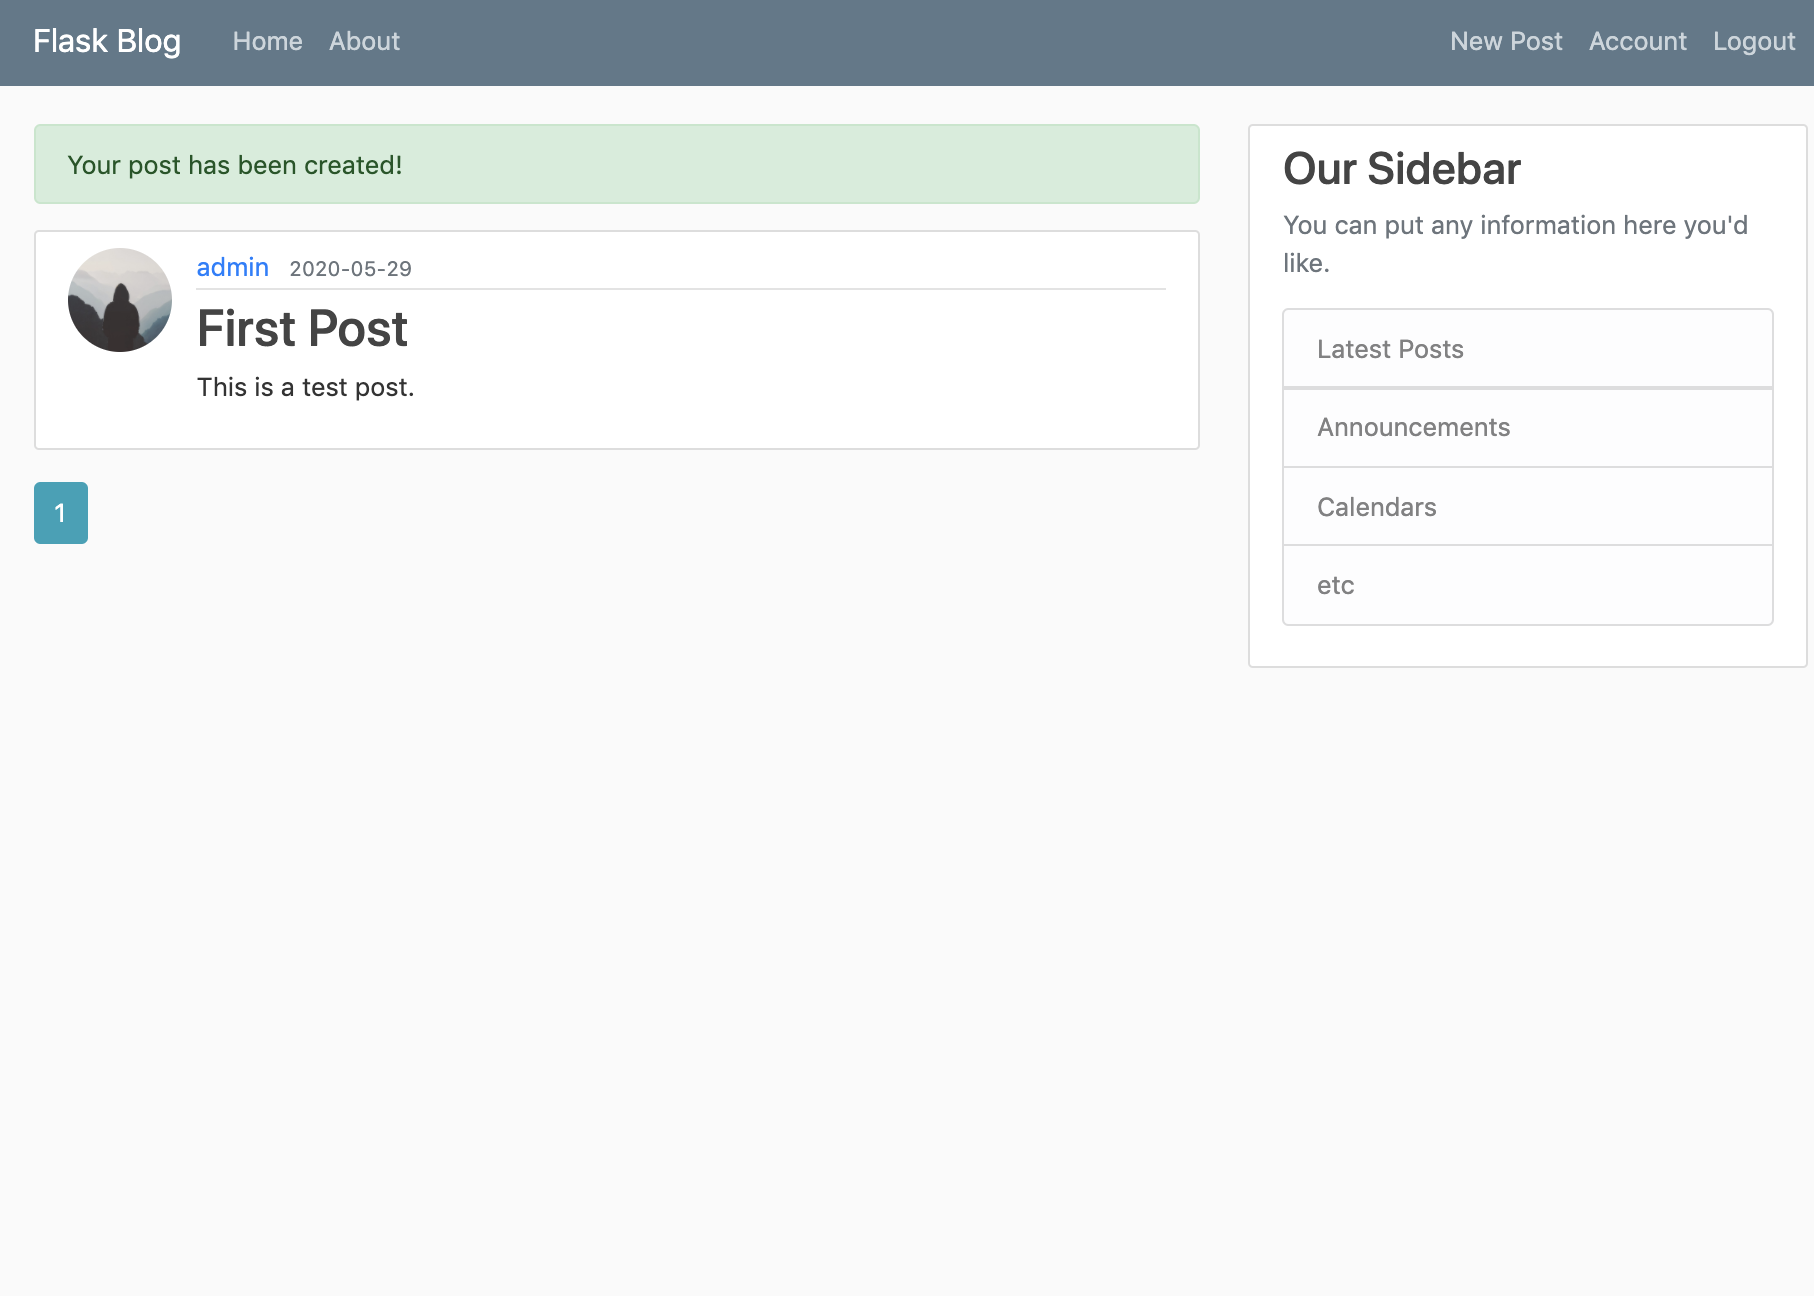 Flask Blog Home About New Post Account Logout
Your post has been created!
admin 2020-05-29
First Post
This is a test post.
1
Our Sidebar
You can put any information here you'd
like.
Latest Posts
Announcements
Calendars
etc